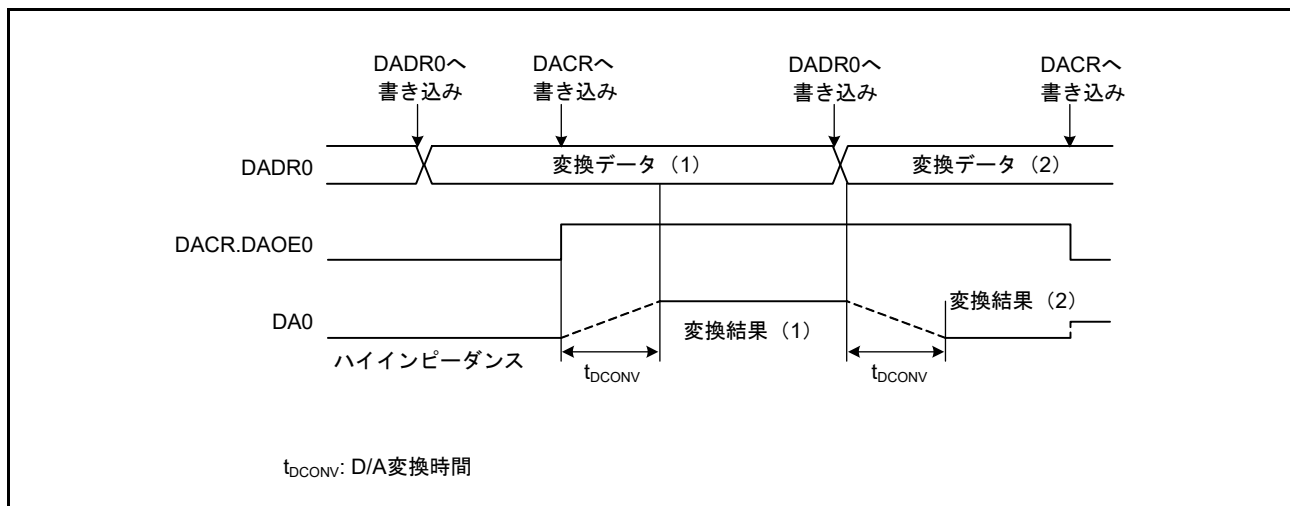 DADR0へ
書き込み
DACRへ
書き込み
DADR0へ
書き込み
DACRへ
書き込み
DADR0
変換データ（1）
変換データ（2）
DACR.DAOE0
DA0
変換結果（1）
変換結果（2）
ハイインピーダンス
tDCONV
tDCONV
tDCONV: D/A変換時間